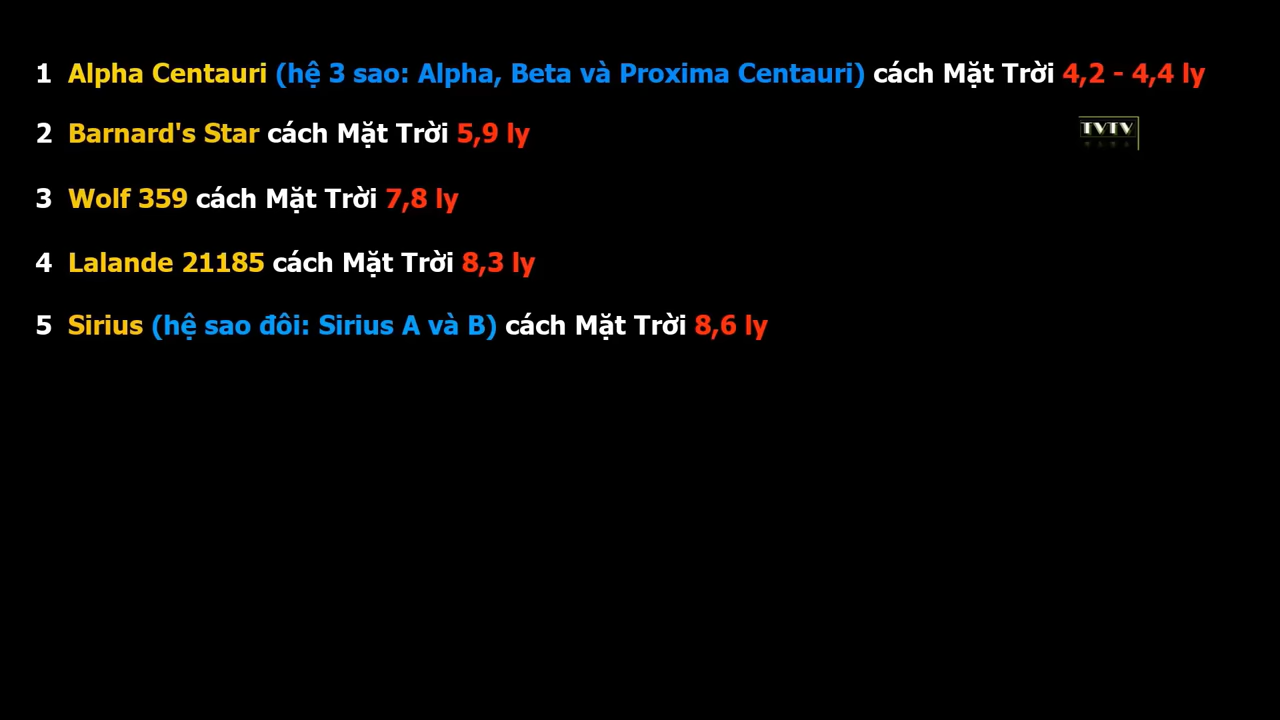 1 Alpha Centauri (hệ 3 sao: Alpha, Beta và Proxima Centauri) cách Mặt Trời 4,2 - 4,4 ly
2 Barnard's Star cách Mặt Trời 5,9 ly
TVTV
3 Wolf 359 cách Mặt Trời 7,8 ly
4 Lalande 21185 cách Mặt Trời 8,3 ly
5 Sirius (hệ sao đôi: Sirius A và B) cách Mặt Trời 8,6 ly